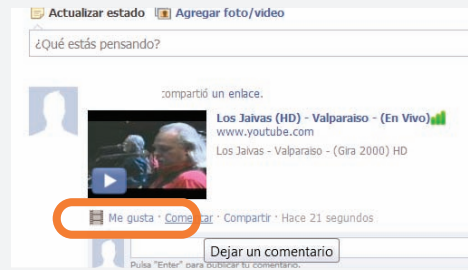 Actualizar estado Agregar foto/video
¿Qué estás pensando?
compartió un enlace.
Los Jaivas (HD) - Valparaiso - (En Vivo)
www.youtube.com
Los Jaivas - Valparaiso - (Gira 2000) HD
Me gusta · Comentar · Compartir · Hace 21 segundos
Dejar un comentario
Pulsa "Enter" para publicar tu comentario.